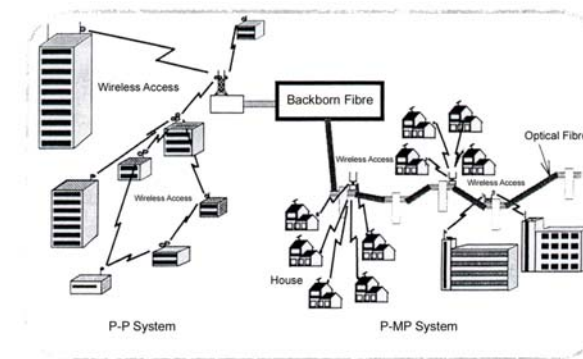 Wireless Access
Backborn Fibre
Optical Fibre
Wireless Access
Wireless Access
Wireless Access
House
P-P System
P-MP System